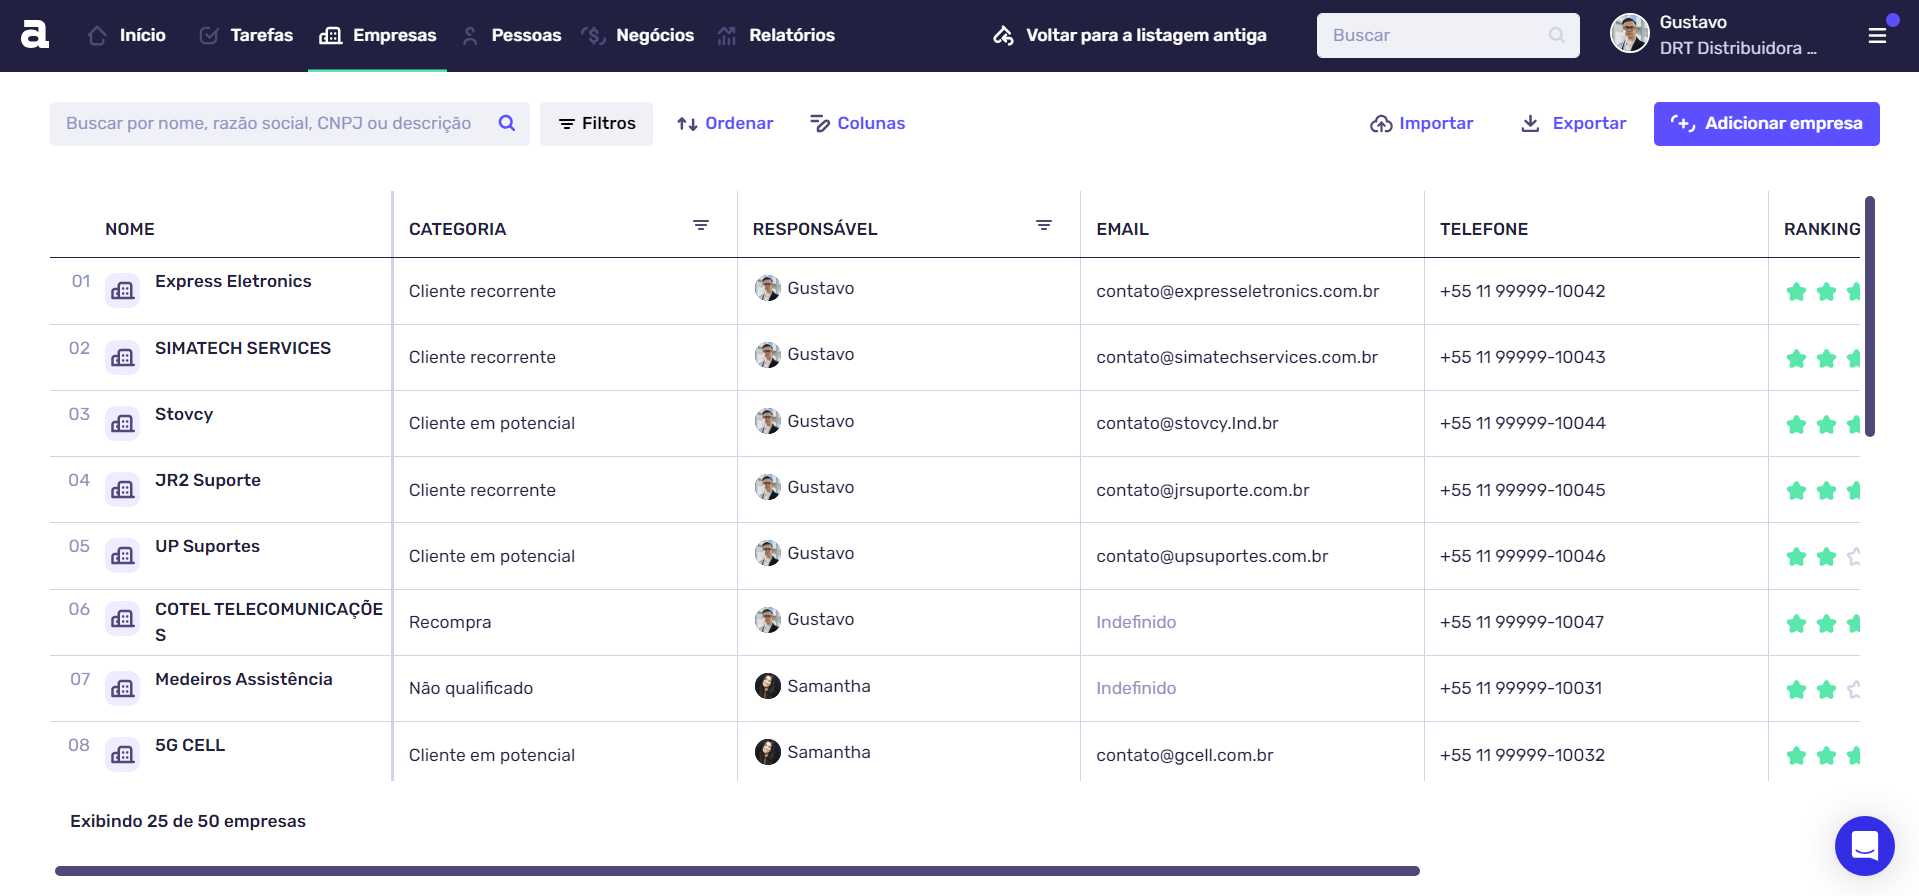 a
Início
Tarefas
Empresas
Pessoas
Negócios
Relatórios
Voltar para a listagem antiga
Buscar
Gustavo
DRT Distribuidora ...
Buscar por nome, razão social, CNPJ ou descrição
Filtros
Ordenar
Colunas
Importar
Exportar
Adicionar empresa
NOME CATEGORIA RESPONSÁVEL EMAIL TELEFONE RANKING
01 Express Eletronics Cliente recorrente Gustavo contato@expresseletronics.com.br +55 11 99999-10042
02 SIMATECH SERVICES Cliente recorrente Gustavo contato@simatechservices.com.br +55 11 99999-10043
03 Stovcy Cliente em potencial Gustavo contato@stovcy.Ind.br +55 11 99999-10044
04 JR2 Suporte Cliente recorrente Gustavo contato@jrsuporte.com.br +55 11 99999-10045
05 UP Suportes Cliente em potencial Gustavo contato@upsuportes.com.br +55 11 99999-10046
06 COTEL TELECOMUNICAÇÕE
S Recompra Gustavo Indefinido +55 11 99999-10047
07 Medeiros Assistência Não qualificado Samantha Indefinido +55 11 99999-10031
08 5G CELL Cliente em potencial Samantha contato@gcell.com.br +55 11 99999-10032
Exibindo 25 de 50 empresas